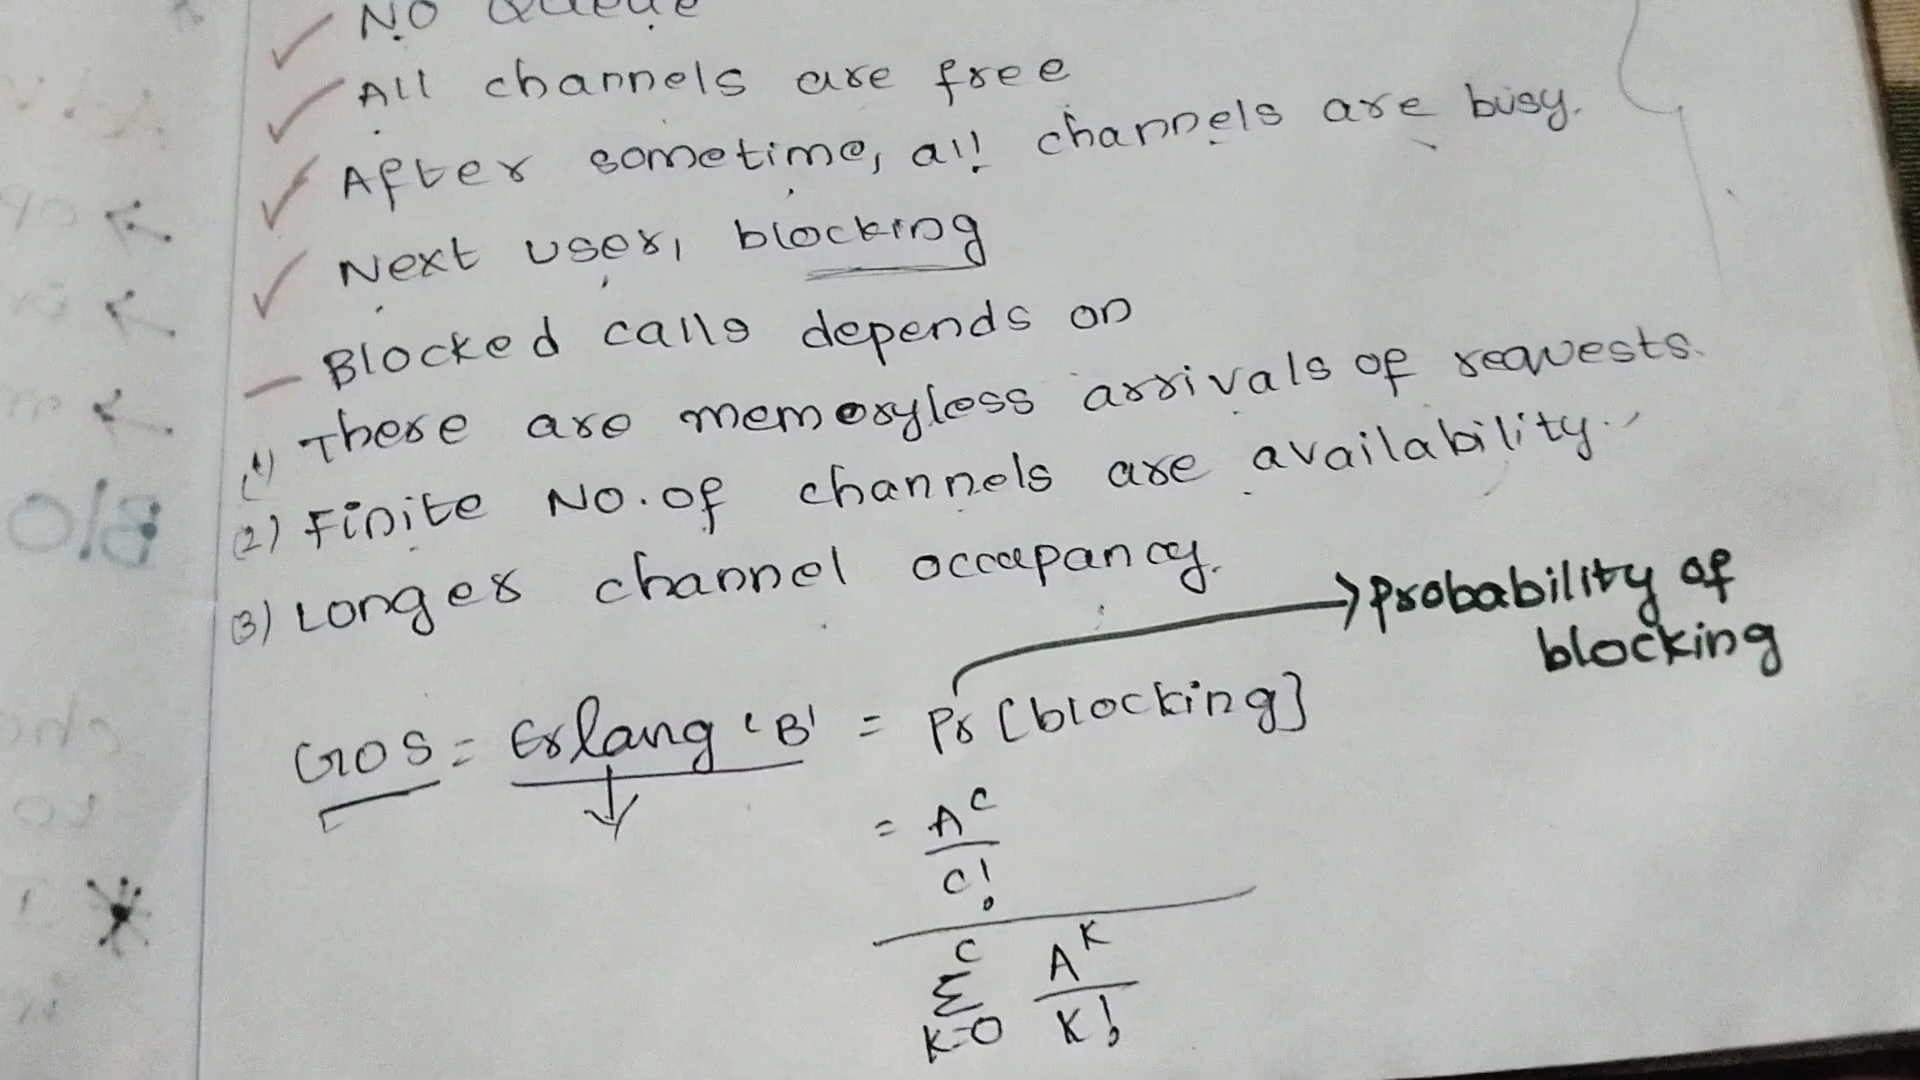 No Queue
All channels are free
After sometime, all channels are busy.
Next user, blocking
Blocked calls depends on
(1) There are memoryless arrivals of requests.
(2) Finite No. of channels are availability.
(3) Longer channel occupancy.
→ probability of
blocking
GOS = Erlang 'B' = Pr [blocking]
= A^C
C!
C
Σ A^K
K=0 K!